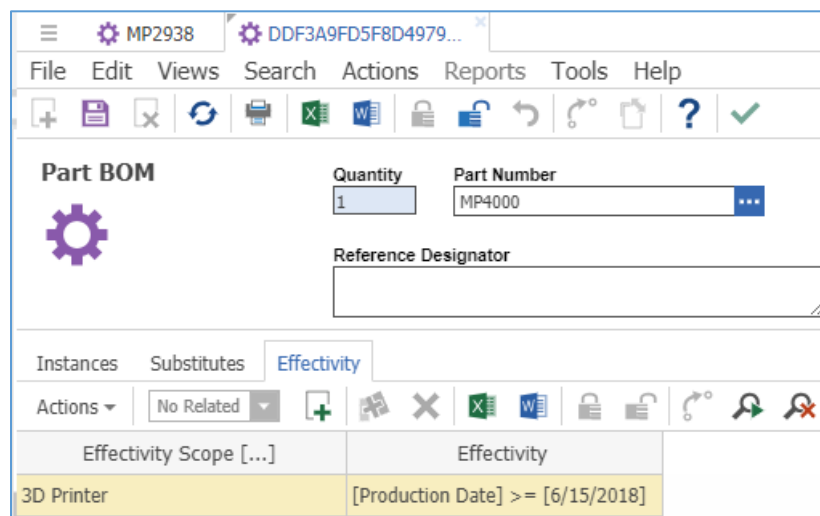 MP2938 DDF3A9FD5F8D4979...
File Edit Views Search Actions Reports Tools Help
Part BOM
Quantity Part Number
1 MP4000
Reference Designator
Instances Substitutes Effectivity
Actions No Related
Effectivity Scope [...] Effectivity
3D Printer [Production Date] >= [6/15/2018]